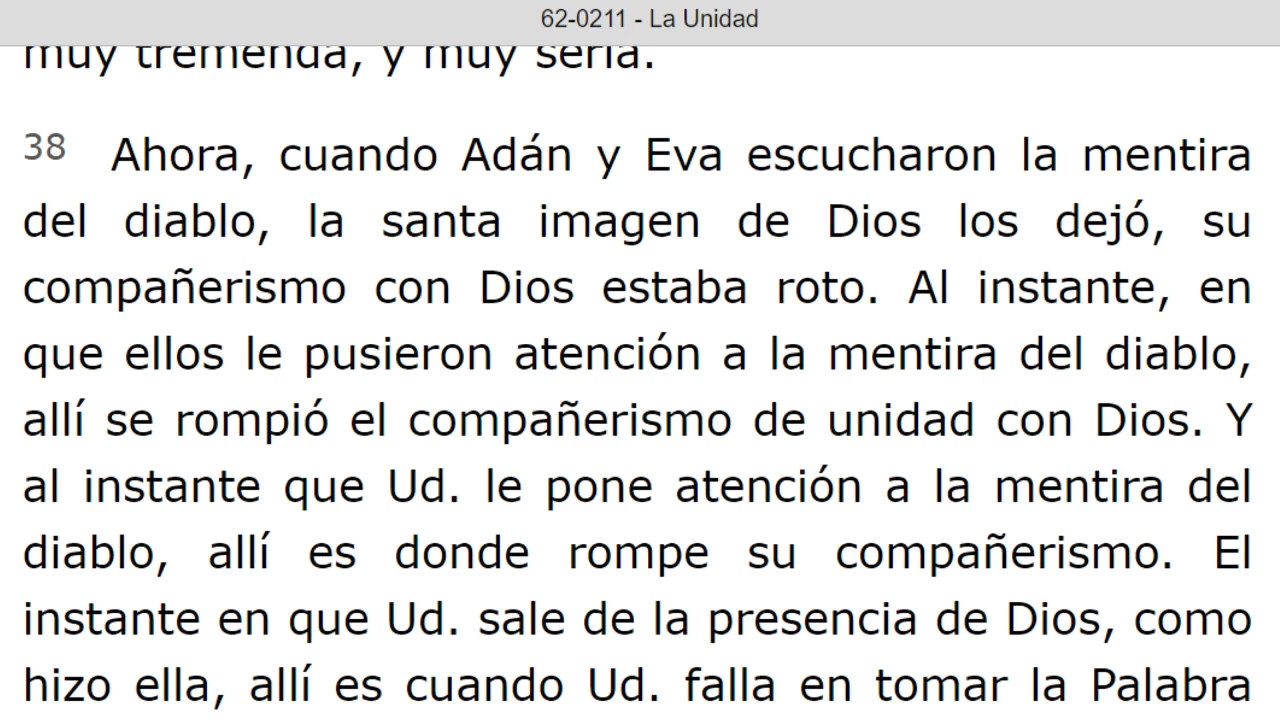 62-0211 - La Unidad
muy tremenda, y muy seria.
38 Ahora, cuando Adán y Eva escucharon la mentira
del diablo, la santa imagen de Dios los dejó, su
compañerismo con Dios estaba roto. Al instante, en
que ellos le pusieron atención a la mentira del diablo,
allí se rompió el compañerismo de unidad con Dios. Y
al instante que Ud. le pone atención a la mentira del
diablo, allí es donde rompe su compañerismo. El
instante en que Ud. sale de la presencia de Dios, como
hizo ella, allí es cuando Ud. falla en tomar la Palabra